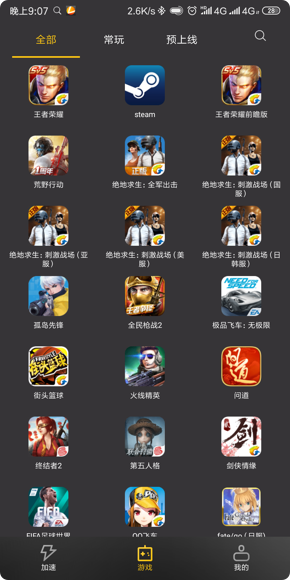 晚上9:07
2.6K/s
4G
4G
28
全部
常玩
预上线
王者荣耀
steam
王者荣耀前瞻版
荒野行动
绝地求生: 全军出击
绝地求生: 刺激战场 (国
服)
绝地求生: 刺激战场 (亚
服)
绝地求生: 刺激战场 (美
服)
绝地求生: 刺激战场 (日
韩服)
孤岛先锋
全民枪战2
极品飞车: 无极限
街头篮球
火线精英
问道
终结者2
第五人格
剑侠情缘
FIFA足球世界
QQ飞车
fate/go (日服)
加速
游戏
我的